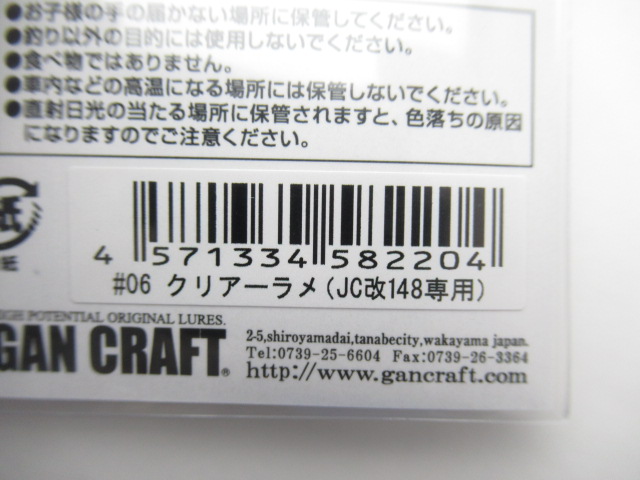 ●お子様の手の届かない場所に保管してください。
●釣り以外の目的には使用しないでください。
●食べ物ではありません。
●車内などの高温になる場所には保管しないでください。
●直射日光の当たる場所に保管されますと、色落ちの原因
になりますのでご注意ください。
紙
紙
4 571334 582204
#06 クリアーラメ(JC改148専用)
HIGH POTENTIAL ORIGINAL LURES.
GAN CRAFT®
2-5,shiroyamadai,tanabecity,wakayama japan.
Tel:0739-25-6604 Fax:0739-26-3364
http://www.gancraft.com